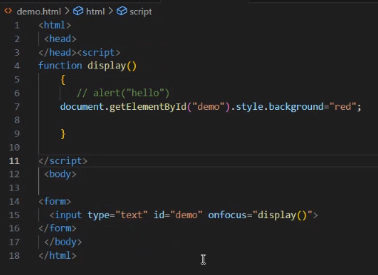 demo.html > html > script
1 <html>
2 <head>
3 </head><script>
4 function display()
5 {
6 // alert("hello")
7 document.getElementById("demo").style.background="red";
8
9 }
10
11 </script>
12 <body>
13
14 <form>
15 <input type="text" id="demo" onfocus="display()">
16 </form>
17 </body>
18 </html>